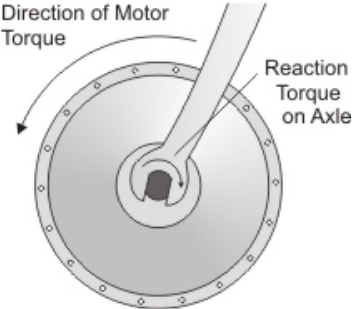 Direction of Motor
Torque
Reaction
Torque
on Axle